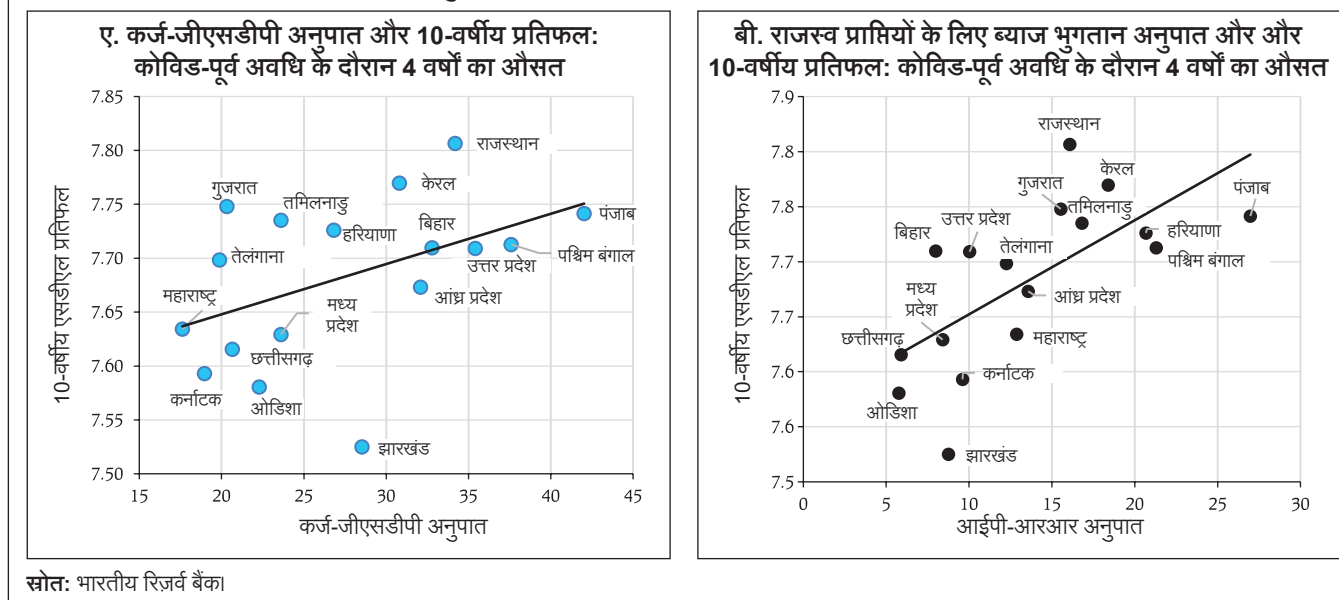 ए. कर्ज-जीएसडीपी अनुपात और 10-वर्षीय प्रतिफल:
कोविड-पूर्व अवधि के दौरान 4 वर्षों का औसत
10-वर्षीय एसडीएल प्रतिफल
7.85
7.80
7.75
7.70
7.65
7.60
7.55
7.50
राजस्थान
केरल
गुजरात
तमिलनाडु
पंजाब
बिहार
हरियाणा
तेलंगाना
पश्चिम बंगाल
उत्तर प्रदेश
महाराष्ट्र
आंध्र प्रदेश
मध्य
प्रदेश
छत्तीसगढ़
कर्नाटक
ओडिशा
झारखंड
15 20 25 30 35 40 45
कर्ज-जीएसडीपी अनुपात
बी. राजस्व प्राप्तियों के लिए ब्याज भुगतान अनुपात और और
10-वर्षीय प्रतिफल: कोविड-पूर्व अवधि के दौरान 4 वर्षों का औसत
10-वर्षीय एसडीएल प्रतिफल
7.9
7.8
7.8
7.7
7.7
7.6
7.6
7.5
राजस्थान
केरल
गुजरात
पंजाब
तमिलनाडु
उत्तर प्रदेश
बिहार
हरियाणा
तेलंगाना
पश्चिम बंगाल
मध्य
प्रदेश
आंध्र प्रदेश
छत्तीसगढ़
महाराष्ट्र
कर्नाटक
ओडिशा
झारखंड
0 5 10 15 20 25 30
आईपी-आरआर अनुपात
स्रोत: भारतीय रिज़र्व बैंक।